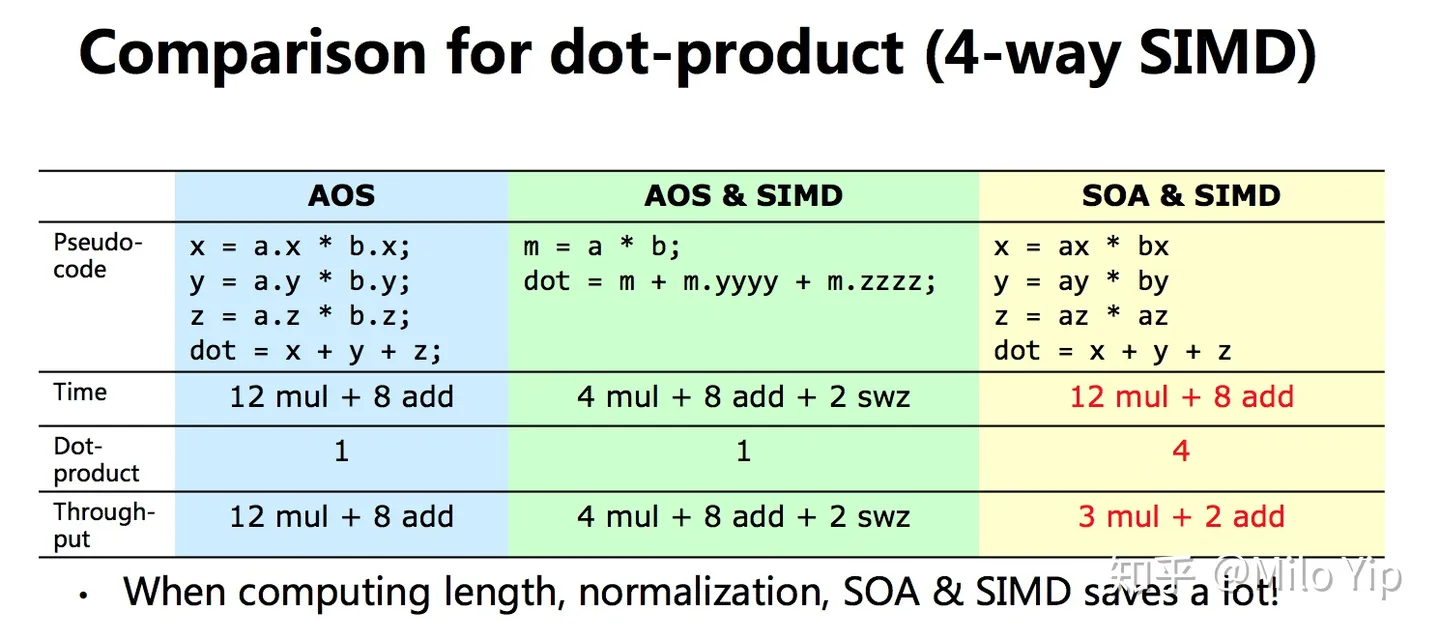 Comparison for dot-product (4-way SIMD)
AOS
AOS & SIMD
SOA & SIMD
Pseudo-
code
x = a.x * b.x;
y = a.y * b.y;
z = a.z * b.z;
dot = x + y + z;
m = a * b;
dot = m + m.yyyy + m.zzzz;
x = ax * bx
y = ay * by
z = az * az
dot = x + y + z
Time
12 mul + 8 add
4 mul + 8 add + 2 swz
12 mul + 8 add
Dot-
product
1
1
4
Through-
put
12 mul + 8 add
4 mul + 8 add + 2 swz
3 mul + 2 add
• When computing length, normalization, SOA & SIMD saves a lot!
知乎 @Milo Yip